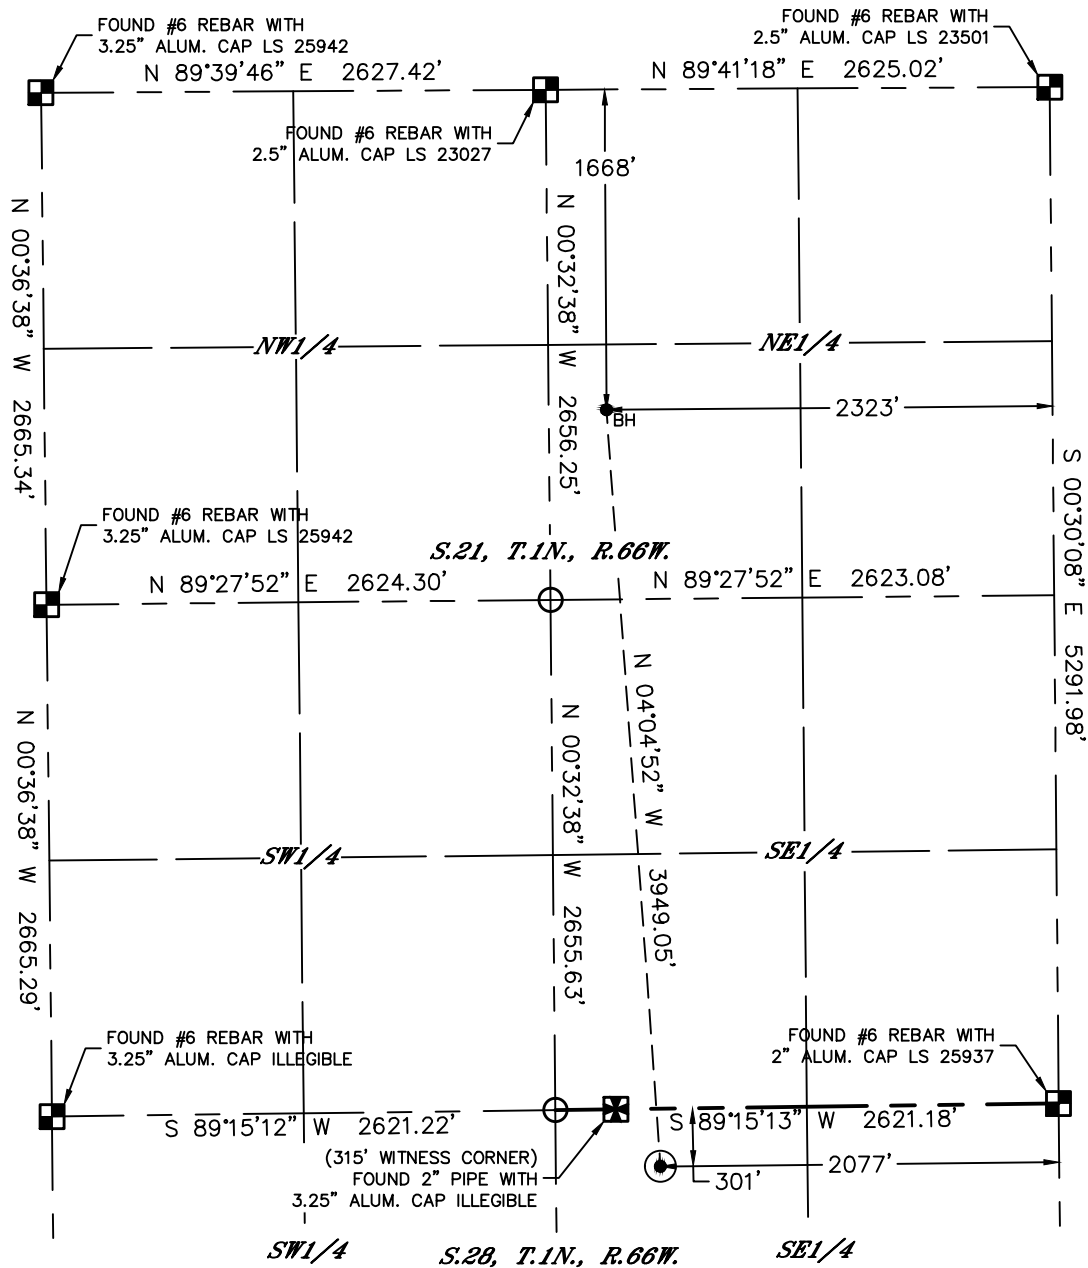 FOUND #6 REBAR WITH
3.25" ALUM. CAP LS 25942
FOUND #6 REBAR WITH
2.5" ALUM. CAP LS 23501
N 89°39'46" E 2627.42'
N 89°41'18" E 2625.02'
FOUND #6 REBAR WITH
2.5" ALUM. CAP LS 23027
1668'
N 00°36'38" W 2665.34'
N 00°32'38" W 2656.25'
NW1/4
NE1/4
2323'
BH
S 00°30'08" E 5291.98'
FOUND #6 REBAR WITH
3.25" ALUM. CAP LS 25942
S.21, T.1N., R.66W.
N 89°27'52" E 2624.30'
N 89°27'52" E 2623.08'
N 04°04'52" W 3949.05'
N 00°36'38" W 2665.29'
N 00°32'38" W 2655.63'
SW1/4
SE1/4
FOUND #6 REBAR WITH
3.25" ALUM. CAP ILLEGIBLE
FOUND #6 REBAR WITH
2" ALUM. CAP LS 25937
S 89°15'12" W 2621.22'
S 89°15'13" W 2621.18'
(315' WITNESS CORNER)
FOUND 2" PIPE WITH
3.25" ALUM. CAP ILLEGIBLE
2077'
301'
SW1/4
S.28, T.1N., R.66W.
SE1/4